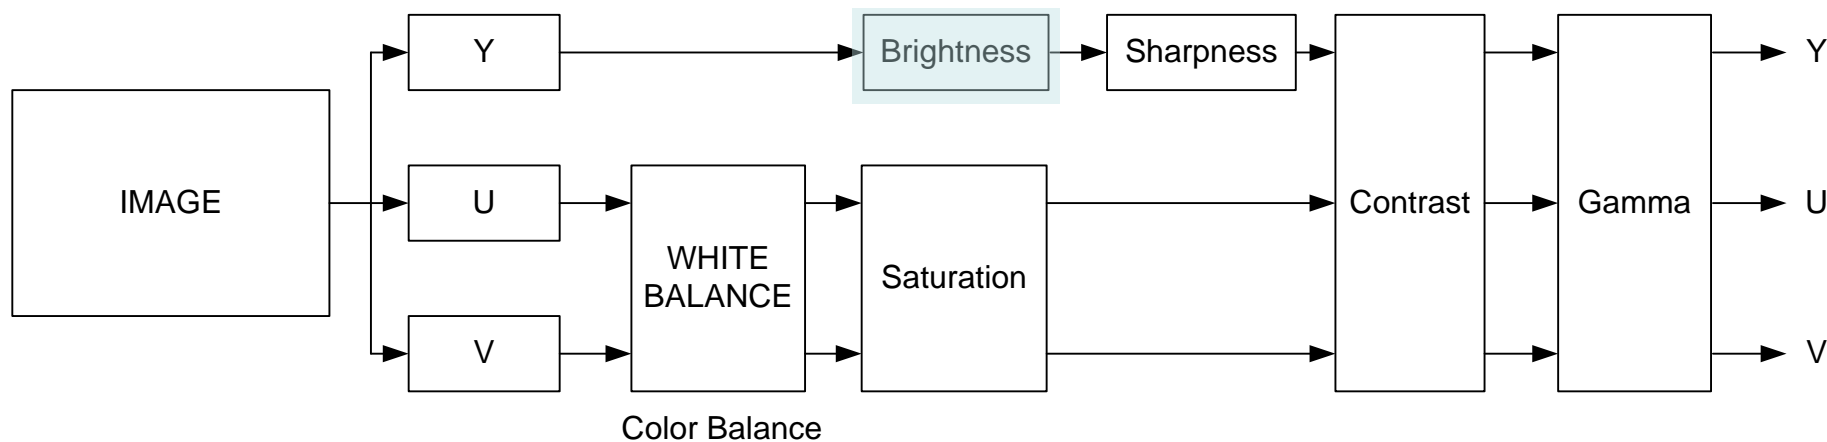 Y
Brightness
Sharpness
Y
IMAGE
U
WHITE
BALANCE
Saturation
Contrast
Gamma
U
V
V
Color Balance